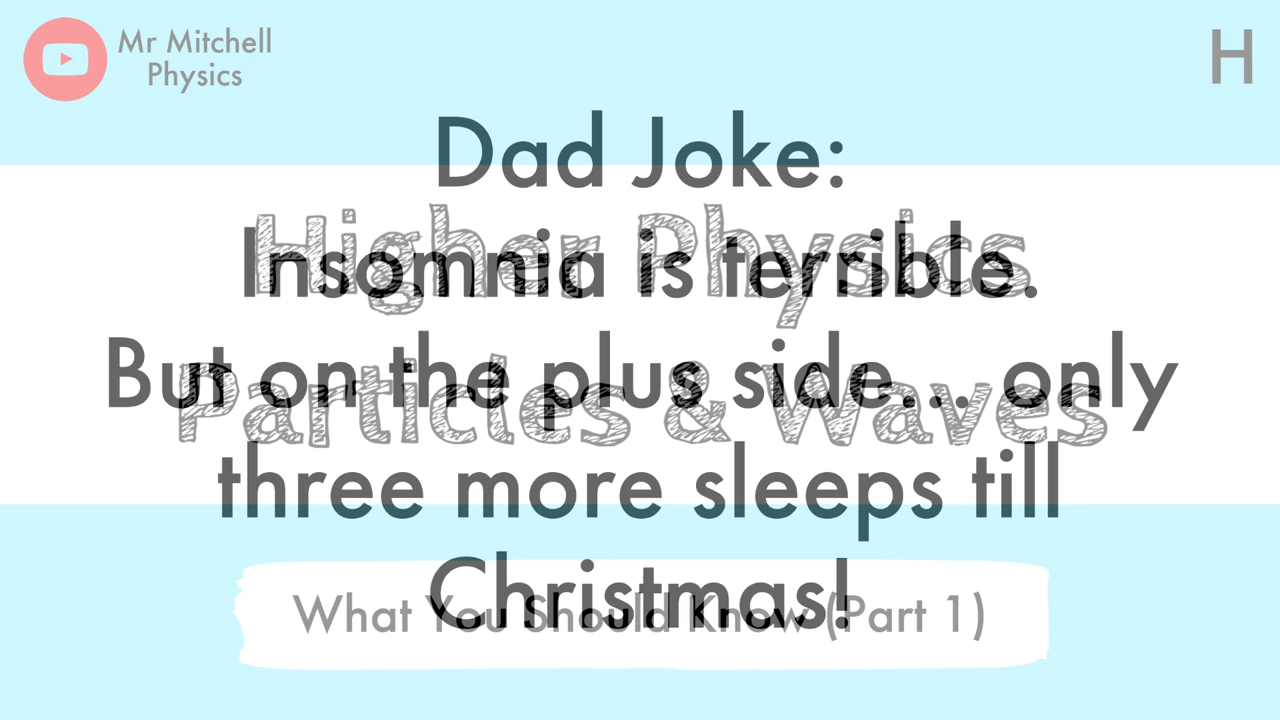 Mr Mitchell
Physics
H
Dad Joke:
Higher Physics
Insomnia is terrible.
But on the plus side... only
Particles & Waves
three more sleeps till
Christmas!
What You Should Know (Part 1)